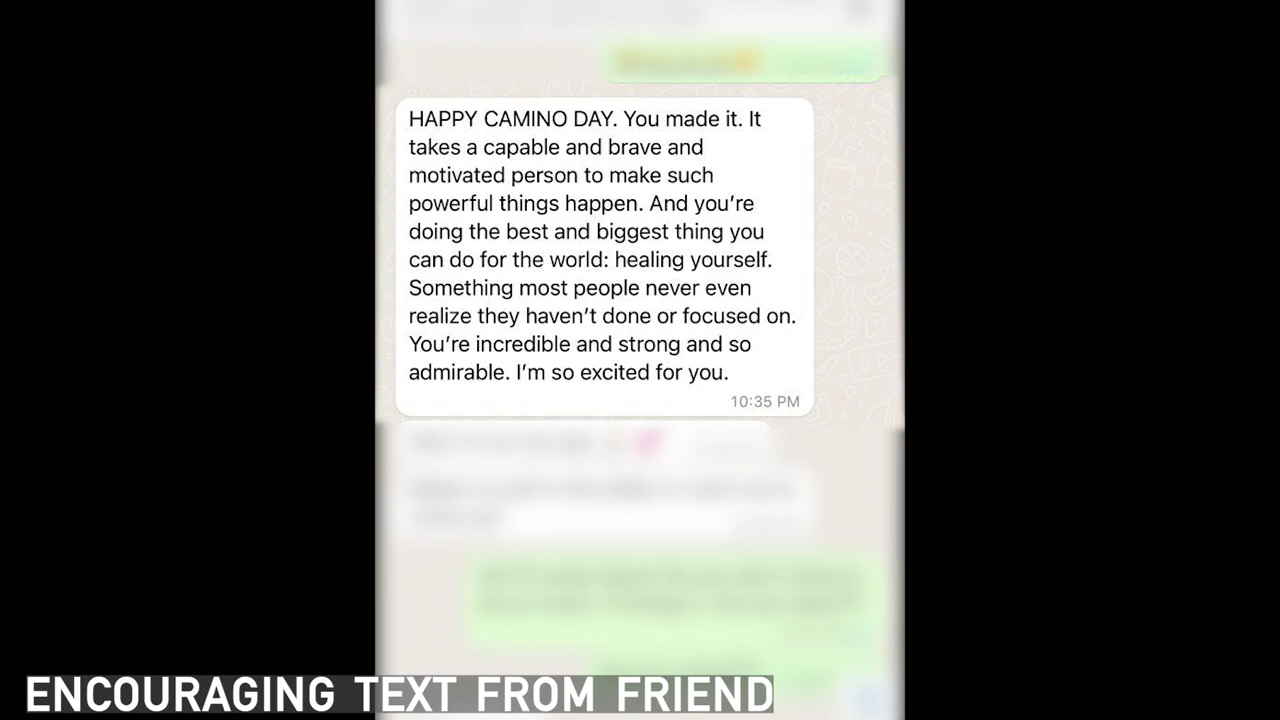 HAPPY CAMINO DAY. You made it. It
takes a capable and brave and
motivated person to make such
powerful things happen. And you’re
doing the best and biggest thing you
can do for the world: healing yourself.
Something most people never even
realize they haven’t done or focused on.
You’re incredible and strong and so
admirable. I’m so excited for you.
10:35 PM
ENCOURAGING TEXT FROM FRIEND